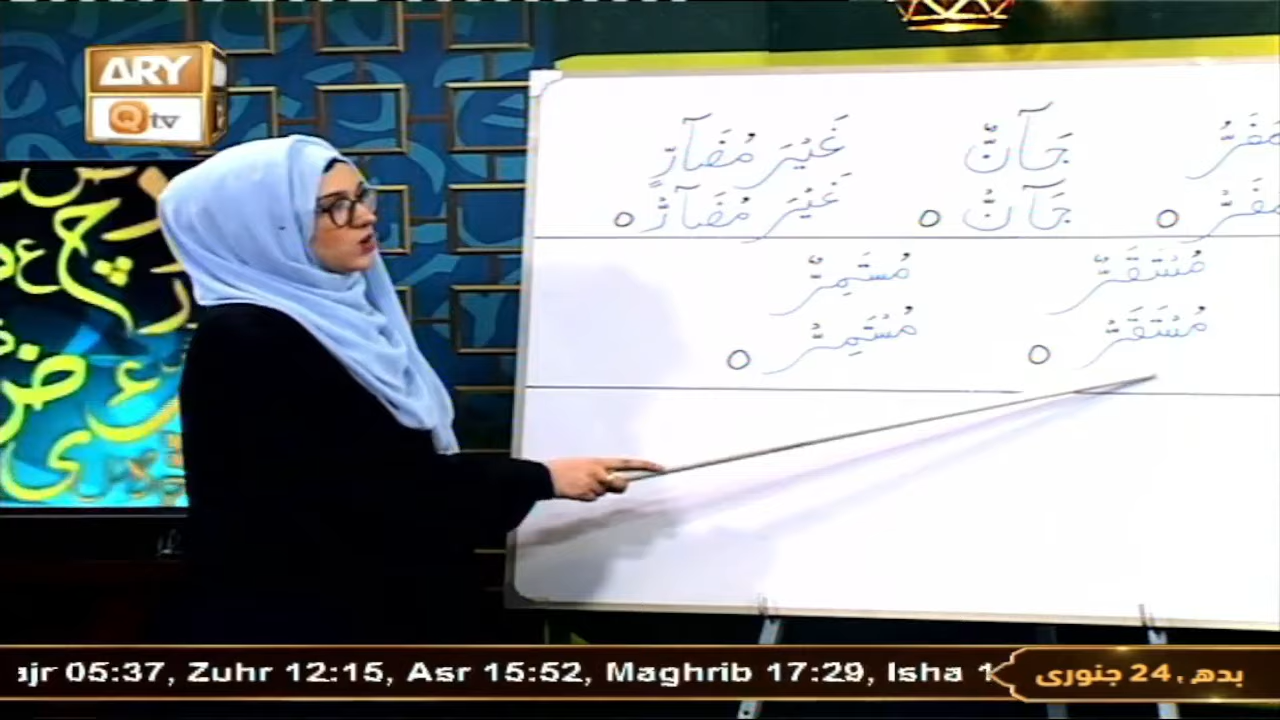 ARY
Qtv
غَيْرَ مُضَآرٍّ جَآنٌّ
غَيْرَ مُضَآرّْ جَآنّْ
مُسْتَقَرٌّ مُسْتَمِرٌّ
مُسْتَقَرّْ مُسْتَمِرّْ
05:37, Zuhr 12:15, Asr 15:52, Maghrib 17:29, Isha
بدھ، 24 جنوری